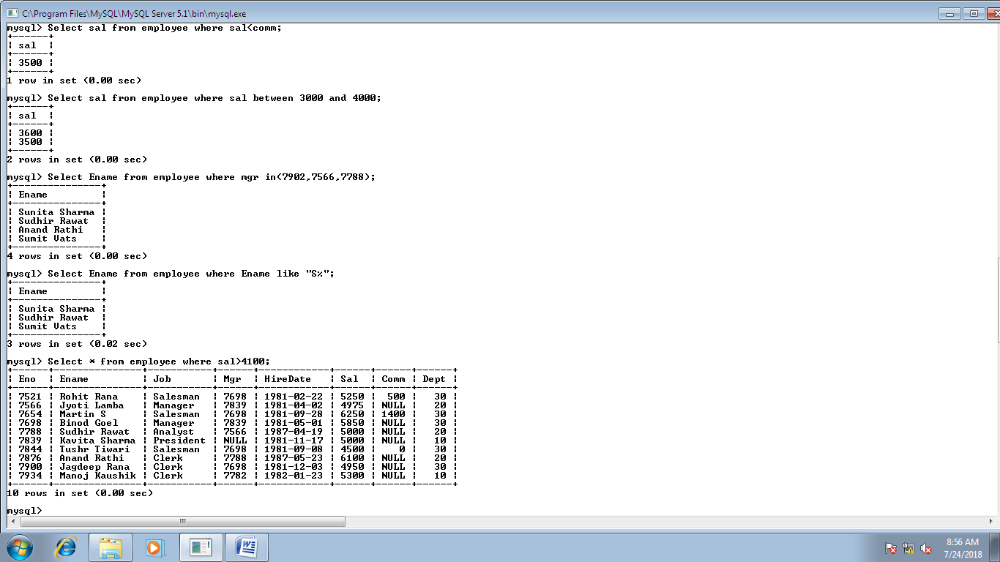 C:\Program Files\MySQL\MySQL Server 5.1\bin\mysql.exe
mysql> Select sal from employee where sal<comm;
+------+
| sal  |
+------+
| 3500 |
+------+
1 row in set (0.00 sec)
mysql> Select sal from employee where sal between 3000 and 4000;
+------+
| sal  |
+------+
| 3600 |
| 3500 |
+------+
2 rows in set (0.00 sec)
mysql> Select Ename from employee where mgr in(7902,7566,7788);
+---------------+
| Ename         |
+---------------+
| Sunita Sharma |
| Sudhir Rawat  |
| Anand Rathi   |
| Sumit Vats    |
+---------------+
4 rows in set (0.00 sec)
mysql> Select Ename from employee where Ename like "S%";
+---------------+
| Ename         |
+---------------+
| Sunita Sharma |
| Sudhir Rawat  |
| Sumit Vats    |
+---------------+
3 rows in set (0.02 sec)
mysql> Select * from employee where sal>4100;
+------+---------------+-----------+------+------------+------+------+------+
| Eno  | Ename         | Job       | Mgr  | HireDate   | Sal  | Comm | Dept |
+------+---------------+-----------+------+------------+------+------+------+
| 7521 | Rohit Rana    | Salesman  | 7698 | 1981-02-22 | 5250 |  500 |   30 |
| 7566 | Jyoti Lamba   | Manager   | 7839 | 1981-04-02 | 4975 | NULL |   20 |
| 7654 | Martin S      | Salesman  | 7698 | 1981-09-28 | 6250 | 1400 |   30 |
| 7698 | Binod Goel    | Manager   | 7839 | 1981-05-01 | 5850 | NULL |   30 |
| 7788 | Sudhir Rawat  | Analyst   | 7566 | 1987-04-19 | 5000 | NULL |   20 |
| 7839 | Kavita Sharma | President | NULL | 1981-11-17 | 5000 | NULL |   10 |
| 7844 | Tushr Tiwari  | Salesman  | 7698 | 1981-09-08 | 4500 |    0 |   30 |
| 7876 | Anand Rathi   | Clerk     | 7788 | 1987-05-23 | 6100 | NULL |   20 |
| 7900 | Jagdeep Rana  | Clerk     | 7698 | 1981-12-03 | 4950 | NULL |   30 |
| 7934 | Manoj Kaushik | Clerk     | 7782 | 1982-01-23 | 5300 | NULL |   10 |
+------+---------------+-----------+------+------------+------+------+------+
10 rows in set (0.00 sec)
mysql>
8:56 AM
7/24/2018